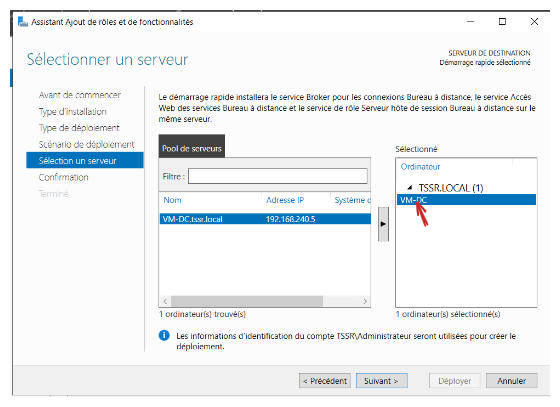 Assistant Ajout de rôles et de fonctionnalités
Sélectionner un serveur
SERVEUR DE DESTINATION
Démarrage rapide sélectionné
Avant de commencer
Type d'installation
Type de déploiement
Scénario de déploiement
Sélection un serveur
Confirmation
Terminé
Le démarrage rapide installera le service Broker pour les connexions Bureau à distance, le service Accès
Web des services Bureau à distance et le service de rôle Serveur hôte de session Bureau à distance sur le
même serveur.
Pool de serveurs
Filtre :
Nom Adresse IP Système d
VM-DC.tssr.local 192.168.240.5
1 ordinateur(s) trouvé(s)
Sélectionné
Ordinateur
TSSR.LOCAL (1)
VM-DC
1 ordinateur(s) sélectionné(s)
Les informations d'identification du compte TSSR\Administrateur seront utilisées pour créer le
déploiement.
< Précédent Suivant > Déployer Annuler